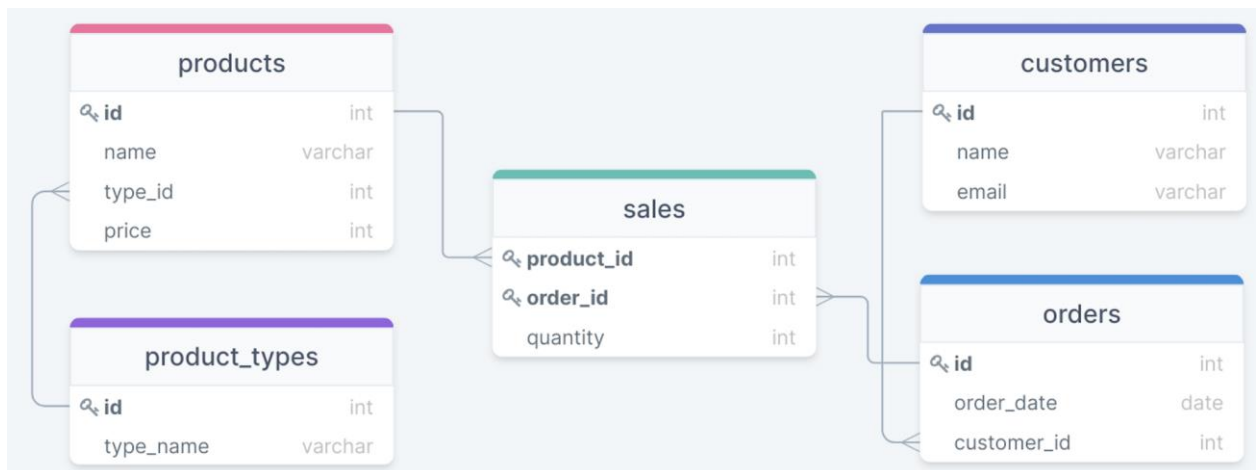 products
id int
name varchar
type_id int
price int
product_types
id int
type_name varchar
sales
product_id int
order_id int
quantity int
customers
id int
name varchar
email varchar
orders
id int
order_date date
customer_id int